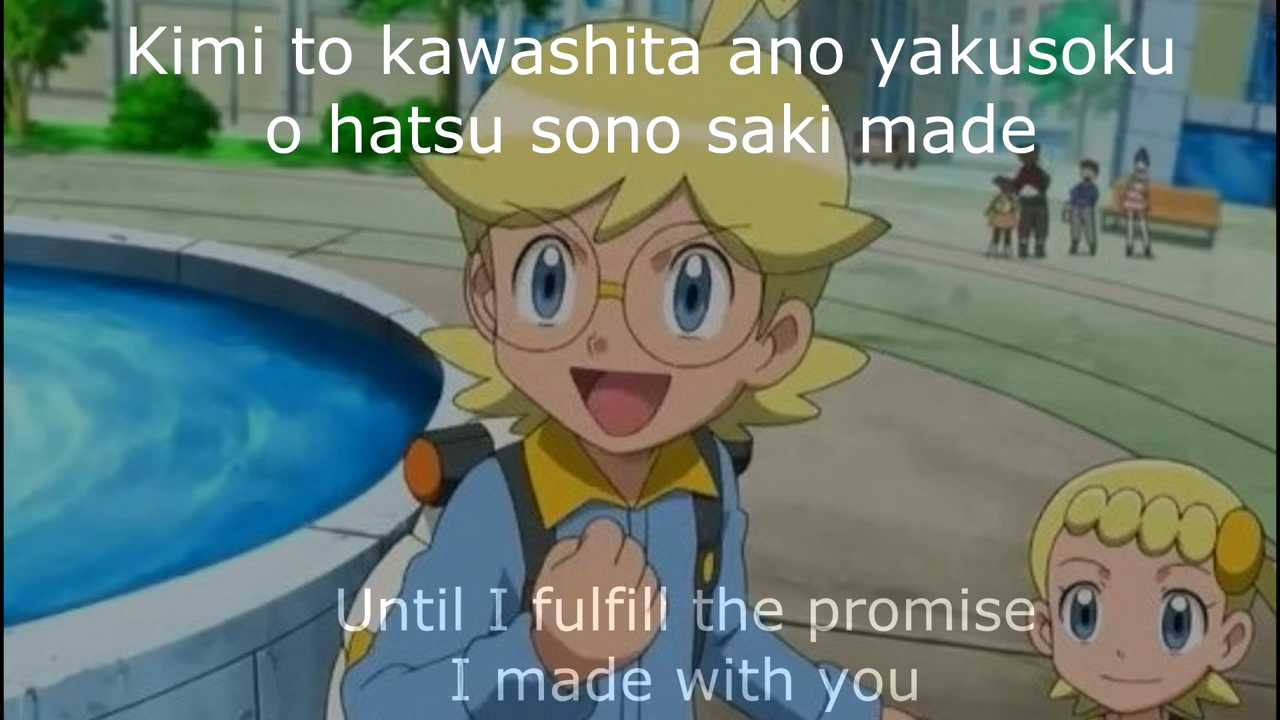 Kimi to kawashita ano yakusoku
o hatsu sono saki made
Until I fulfill the promise
I made with you